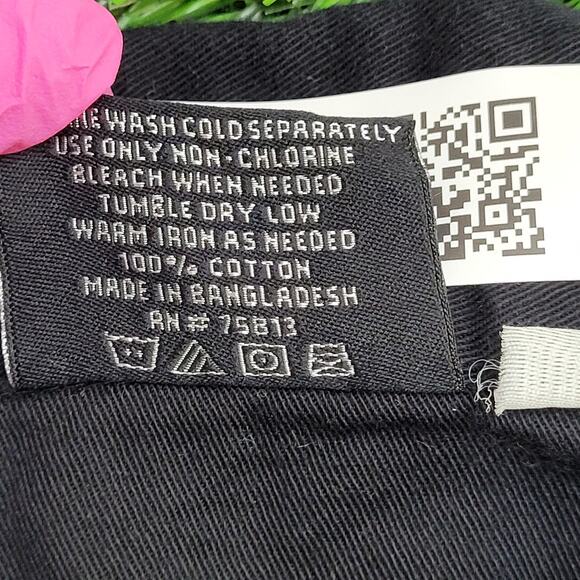 WASH COLD SEPARATELY
USE ONLY NON-CHLORINE
BLEACH WHEN NEEDED
TUMBLE DRY LOW
WARM IRON AS NEEDED
100% COTTON
MADE IN BANGLADESH
RN# 75813